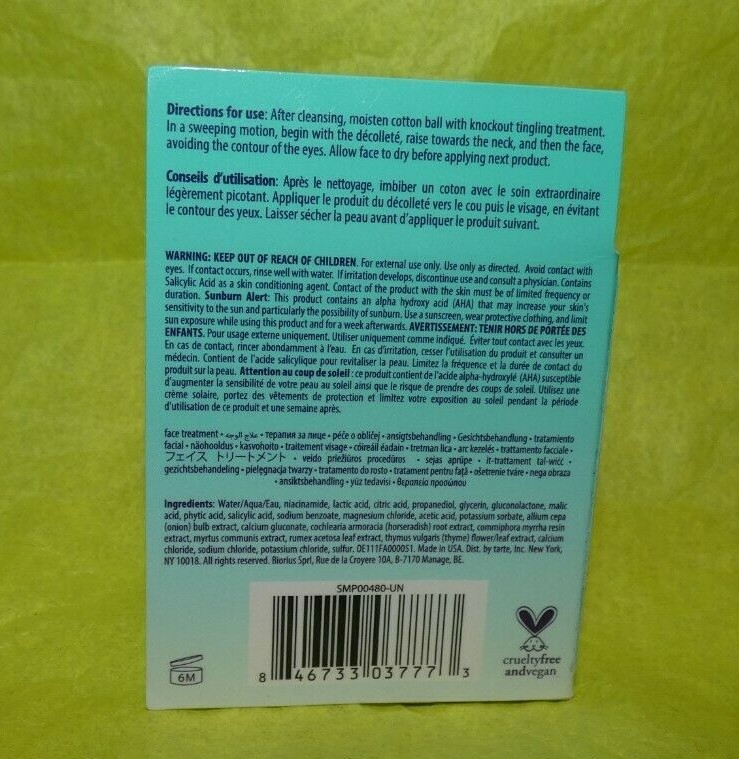 Directions for use: After cleansing, moisten cotton ball with knockout tingling treatment.
In a sweeping motion, begin with the décolleté, raise towards the neck, and then the face,
avoiding the contour of the eyes. Allow face to dry before applying next product.
Conseils d'utilisation: Après le nettoyage, imbiber un coton avec le soin extraordinaire
légèrement picotant. Appliquer le produit du décolleté vers le cou puis le visage, en évitant
le contour des yeux. Laisser sécher la peau avant d'appliquer le produit suivant.
WARNING: KEEP OUT OF REACH OF CHILDREN. For external use only. Use only as directed. Avoid contact with
eyes. If contact occurs, rinse well with water. If irritation develops, discontinue use and consult a physician. Contains
Salicylic Acid as a skin conditioning agent. Contact of the product with the skin must be of limited frequency or
duration. Sunburn Alert: This product contains an alpha hydroxy acid (AHA) that may increase your skin's
sensitivity to the sun and particularly the possibility of sunburn. Use a sunscreen, wear protective clothing, and limit
sun exposure while using this product and for a week afterwards. AVERTISSEMENT: TENIR HORS DE PORTÉE DES
ENFANTS. Pour usage externe uniquement. Utiliser uniquement comme indiqué. Éviter tout contact avec les yeux.
En cas de contact, rincer abondamment à l'eau. En cas d'irritation, cesser l'utilisation du produit et consulter un
médecin. Contient de l'acide salicylique pour revitaliser la peau. Limitez la fréquence et la durée de contact du
produit sur la peau. Attention au coup de soleil : ce produit contient de l'acide alpha-hydroxylé (AHA) susceptible
d'augmenter la sensibilité de votre peau au soleil ainsi que le risque de prendre des coups de soleil. Utilisez une
crème solaire, portez des vêtements de protection et limitez votre exposition au soleil pendant la période
d'utilisation de ce produit et une semaine après.
face treatment • علاج الوجه • терапия за лице • péče o obličej • ansigtsbehandling • Gesichtsbehandlung • tratamiento
facial • näohooldus • kasvohoito • traitement visage • cóireáil éadain • tretman lica • arc kezelés • trattamento facciale •
フェイス トリートメント • veido priežiūros procedūros • sejas aprūpe • it-trattament tal-wiċċ •
gezichtsbehandeling • pielęgnacja twarzy • tratamento do rosto • tratament pentru față • ošetrenie tváre • nega obraza
• ansiktsbehandling • yüz tedavisi • θεραπεία προσώπου
Ingredients: Water/Aqua/Eau, niacinamide, lactic acid, citric acid, propanediol, glycerin, gluconolactone, malic
acid, phytic acid, salicylic acid, sodium benzoate, magnesium chloride, acetic acid, potassium sorbate, allium cepa
(onion) bulb extract, calcium gluconate, cochlearia armoracia (horseradish) root extract, commiphora myrrha resin
extract, myrtus communis extract, rumex acetosa leaf extract, thymus vulgaris (thyme) flower/leaf extract, calcium
chloride, sodium chloride, potassium chloride, sulfur. DE111FA000051. Made in USA. Dist. by tarte, Inc. New York,
NY 10018. All rights reserved. Biorius Sprl, Rue de la Croyere 10A, B-7170 Manage, BE.
SMP00480-UN
8 46733 03777 3
6M
crueltyfree
andvegan